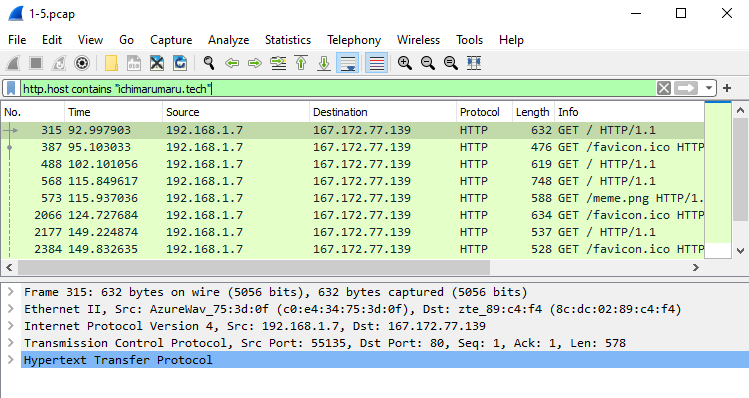 1-5.pcap
File Edit View Go Capture Analyze Statistics Telephony Wireless Tools Help
http.host contains "ichimarumaru.tech"
No. Time Source Destination Protocol Length Info
315 92.997903 192.168.1.7 167.172.77.139 HTTP 632 GET / HTTP/1.1
387 95.103033 192.168.1.7 167.172.77.139 HTTP 476 GET /favicon.ico HTTP
488 102.101056 192.168.1.7 167.172.77.139 HTTP 619 GET / HTTP/1.1
568 115.849617 192.168.1.7 167.172.77.139 HTTP 748 GET / HTTP/1.1
573 115.937036 192.168.1.7 167.172.77.139 HTTP 588 GET /meme.png HTTP/1.
2066 124.727684 192.168.1.7 167.172.77.139 HTTP 634 GET /favicon.ico HTTP
2177 149.224874 192.168.1.7 167.172.77.139 HTTP 537 GET / HTTP/1.1
2384 149.832635 192.168.1.7 167.172.77.139 HTTP 528 GET /favicon.ico HTTP
Frame 315: 632 bytes on wire (5056 bits), 632 bytes captured (5056 bits)
Ethernet II, Src: AzureWav_75:3d:0f (c0:e4:34:75:3d:0f), Dst: zte_89:c4:f4 (8c:dc:02:89:c4:f4)
Internet Protocol Version 4, Src: 192.168.1.7, Dst: 167.172.77.139
Transmission Control Protocol, Src Port: 55135, Dst Port: 80, Seq: 1, Ack: 1, Len: 578
Hypertext Transfer Protocol